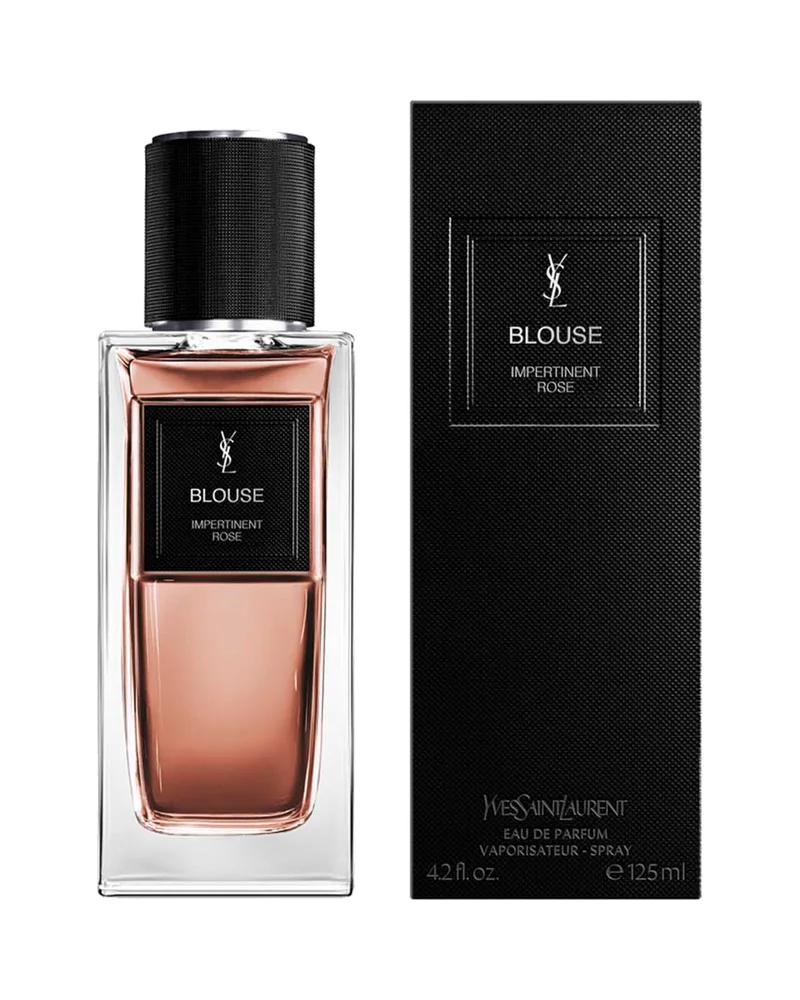 YSL
BLOUSE
IMPERTINENT
ROSE
YSL
BLOUSE
IMPERTINENT
ROSE
YVESSAINTLAURENT
EAU DE PARFUM
VAPORISATEUR - SPRAY
4.2 fl. oz. e 125 ml